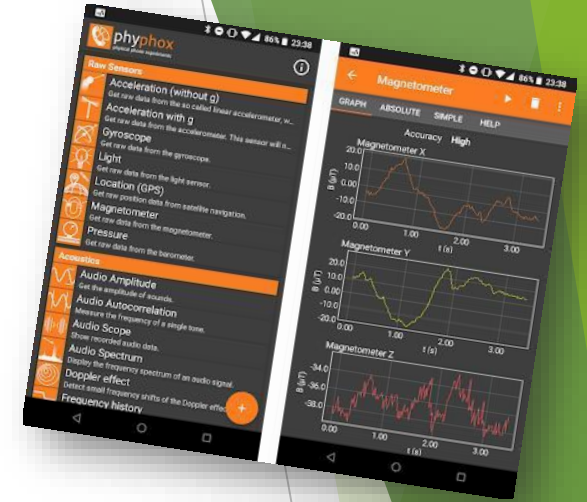 86% 23:38
phyphox
physical phone experiments
Raw Sensors
Acceleration (without g)
Get raw data from the so called linear accelerometer, w...
Acceleration with g
Get raw data from the accelerometer. This sensor will n...
Gyroscope
Get raw data from the gyroscope.
Light
Get raw data from the light sensor.
Location (GPS)
Get raw position data from satellite navigation.
Magnetometer
Get raw data from the magnetometer.
Pressure
Get raw data from the barometer.
Acoustics
Audio Amplitude
Get the amplitude of sounds.
Audio Autocorrelation
Measure the frequency of a single tone.
Audio Scope
Show recorded audio data.
Audio Spectrum
Display the frequency spectrum of an audio signal.
Doppler effect
Detect small frequency shifts of the Doppler effec
Frequency history
86% 23:38
Magnetometer
GRAPH ABSOLUTE SIMPLE HELP
Accuracy High
Magnetometer X
20.0
10.0
0.00
-10.0
-20.0
B (µT)
0.00 1.00 2.00 3.00
t (s)
Magnetometer Y
20.0
10.0
0.00
-10.0
-20.0
B (µT)
0.00 1.00 2.00 3.00
t (s)
Magnetometer Z
-34.0
-36.0
-38.0
B (µT)
0.00 1.00 2.00 3.00
t (s)